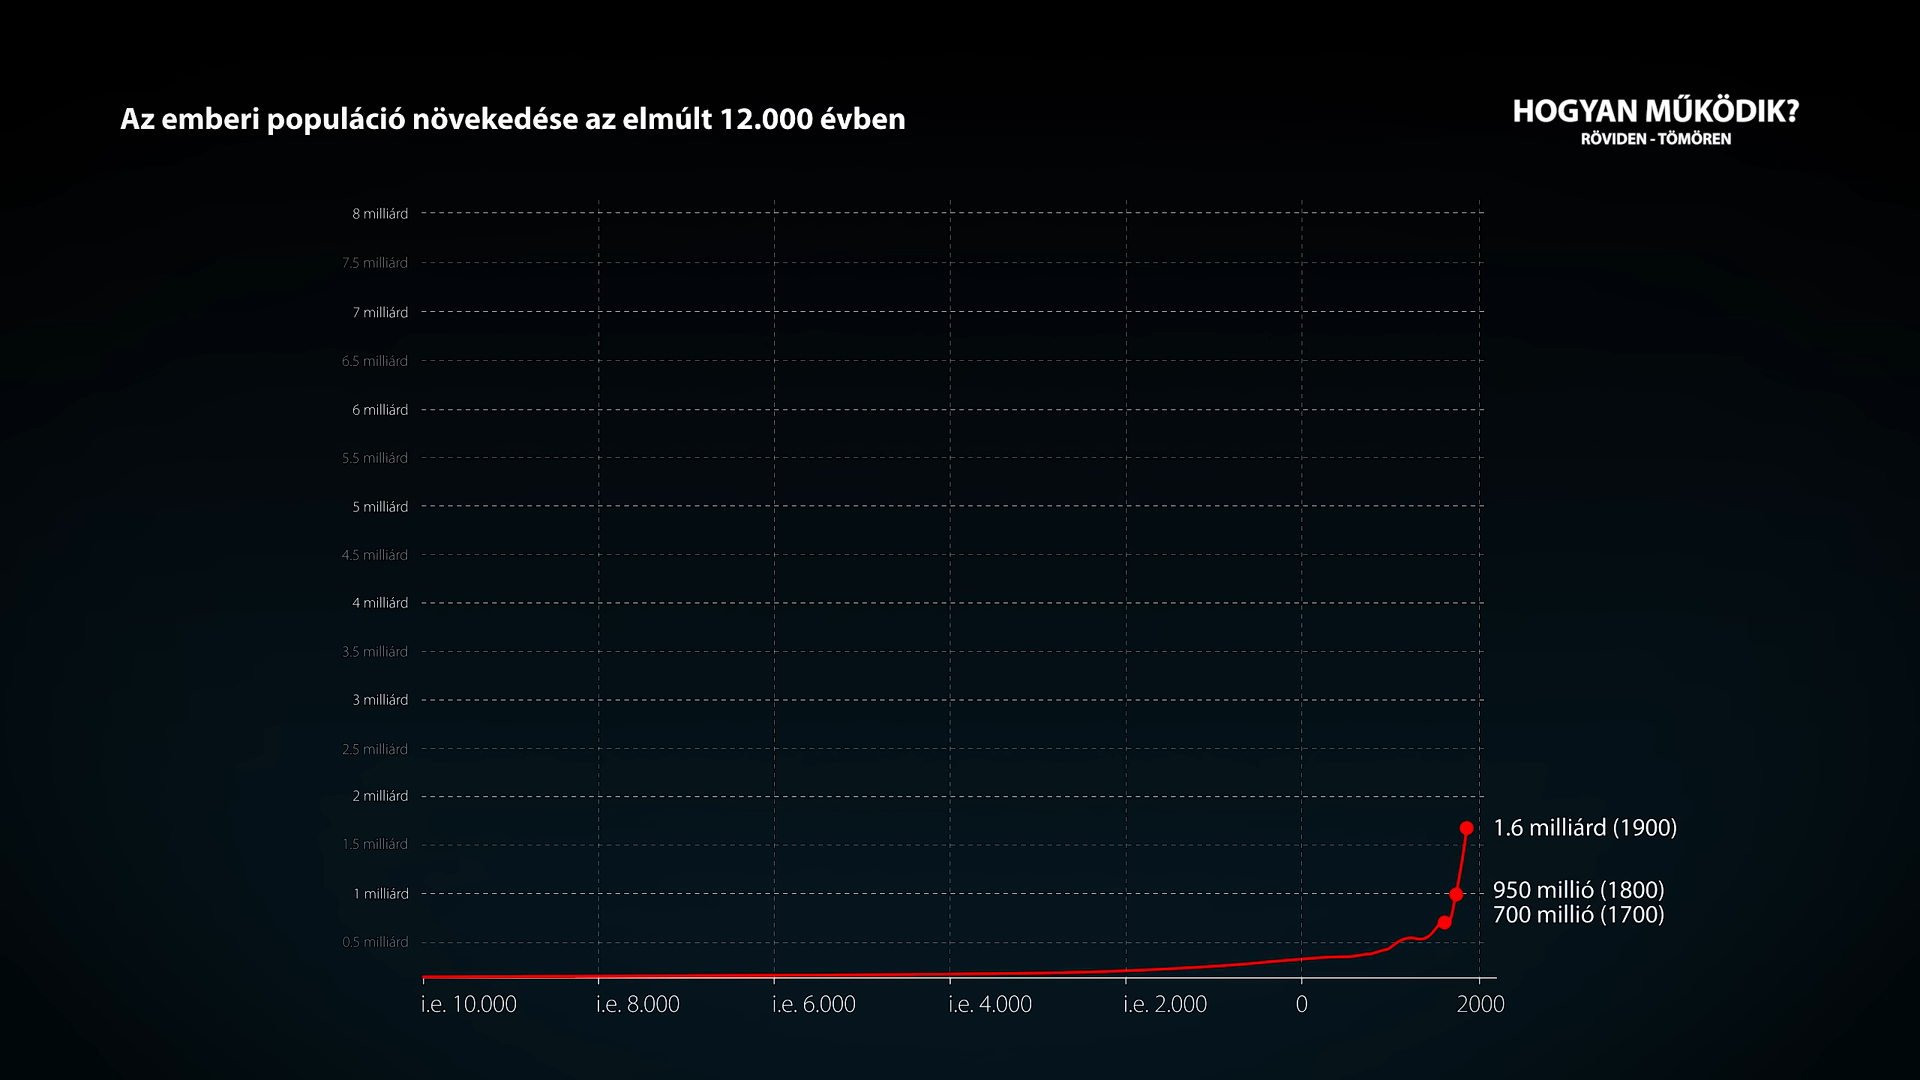 Az emberi populáció növekedése az elmúlt 12.000 évben
HOGYAN MŰKÖDIK?
RÖVIDEN - TÖMÖREN
8 milliárd
7.5 milliárd
7 milliárd
6.5 milliárd
6 milliárd
5.5 milliárd
5 milliárd
4.5 milliárd
4 milliárd
3.5 milliárd
3 milliárd
2.5 milliárd
2 milliárd
1.5 milliárd
1 milliárd
0.5 milliárd
1.6 milliárd (1900)
950 millió (1800)
700 millió (1700)
i.e. 10.000
i.e. 8.000
i.e. 6.000
i.e. 4.000
i.e. 2.000
0
2000